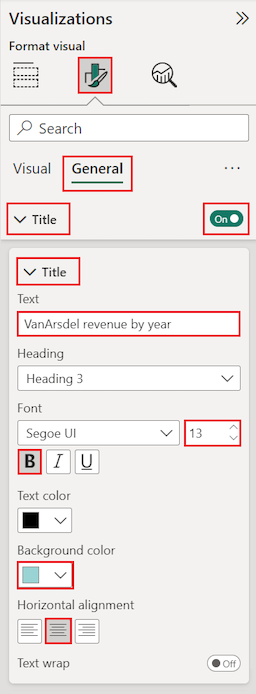 Visualizations
Format visual
Search
Visual General ...
Title On
Title
Text
VanArsdel revenue by year
Heading
Heading 3
Font
Segoe UI 13
B I U
Text color
Background color
Horizontal alignment
Text wrap Off